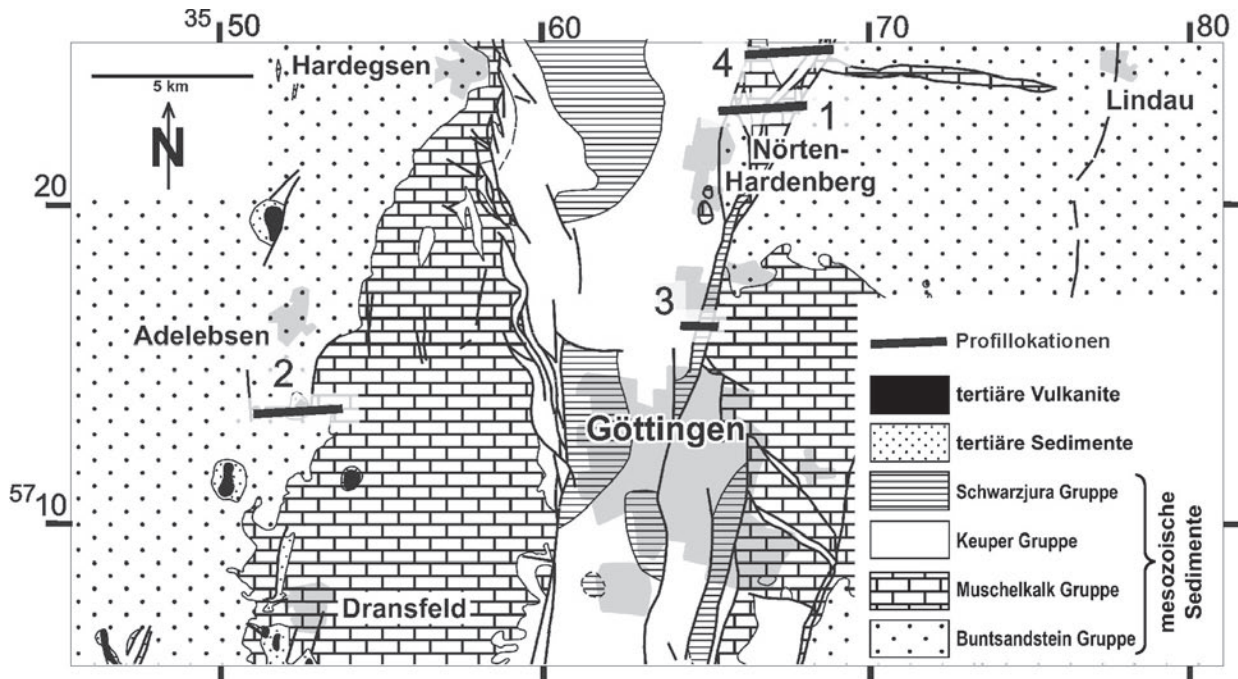 35 50
60
70
80
Hardegsen
5 km
N
4
1
Lindau
Nörten-
Hardenberg
20
3
Adelebsen
2
Göttingen
57 10
Dransfeld
Profillokationen
tertiäre Vulkanite
tertiäre Sedimente
Schwarzjura Gruppe
Keuper Gruppe
Muschelkalk Gruppe
Buntsandstein Gruppe
mesozoische
Sedimente